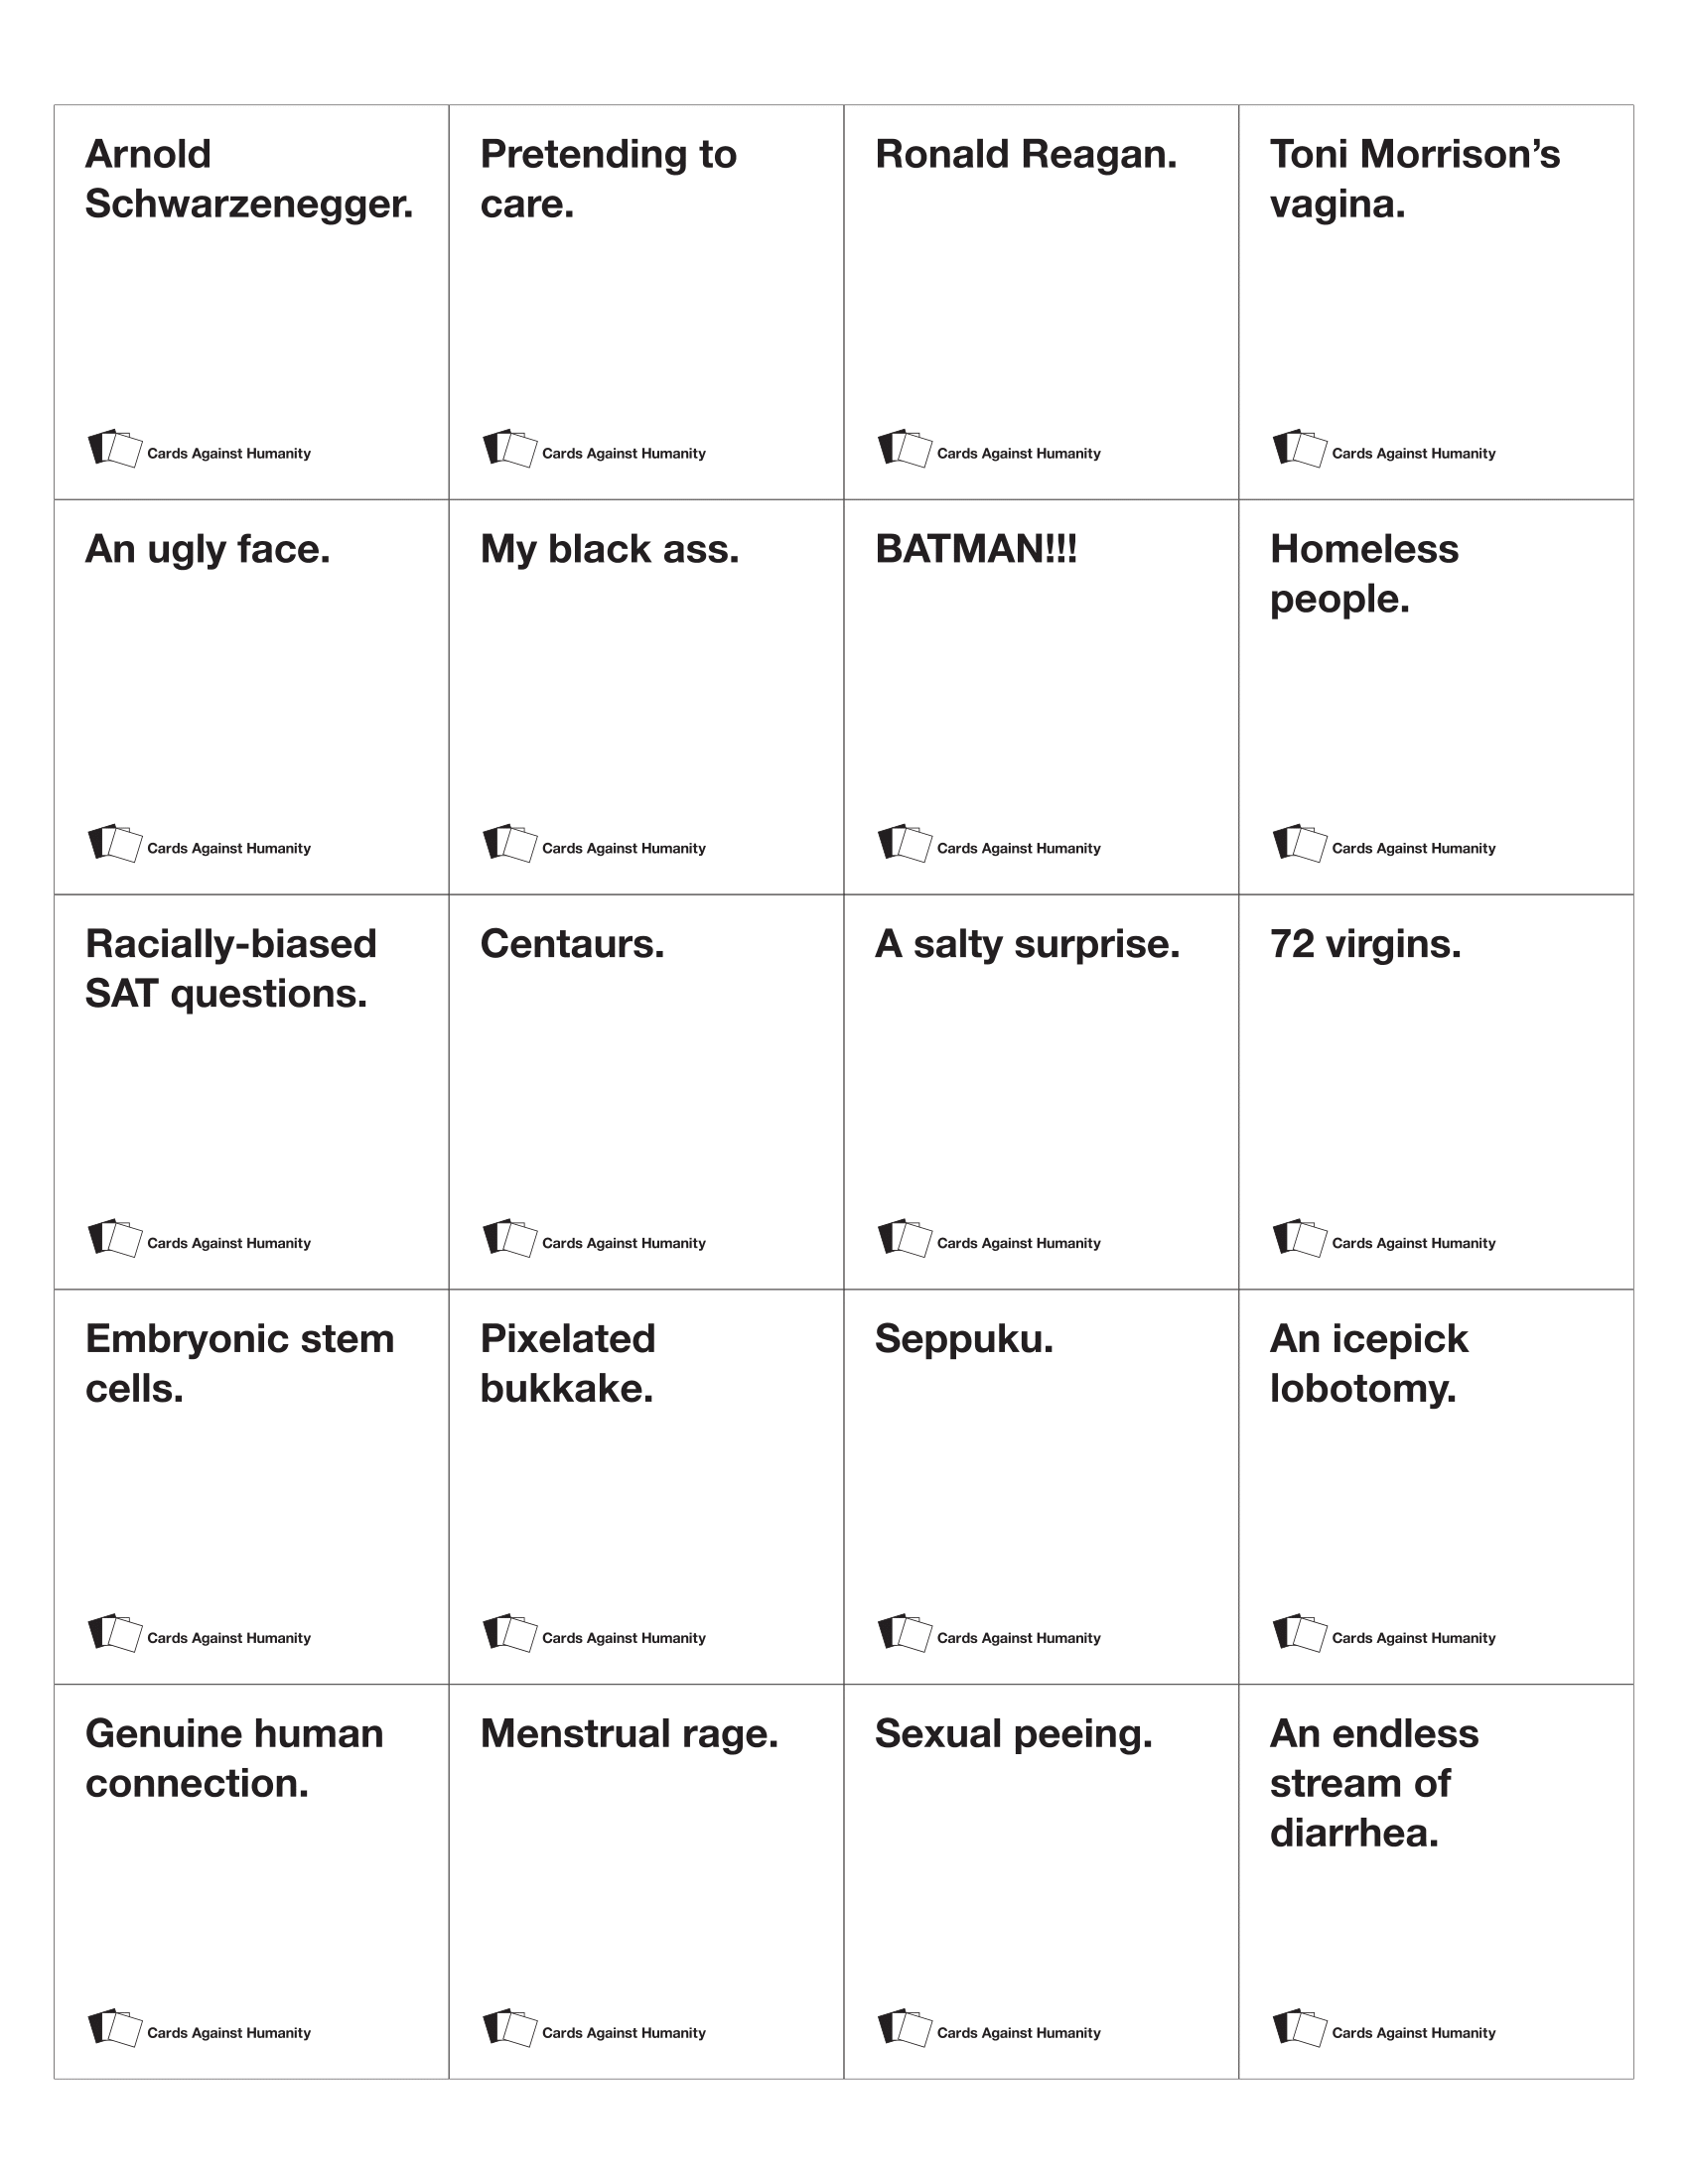 Arnold
Schwarzenegger.
Cards Against Humanity
Pretending to
care.
Cards Against Humanity
Ronald Reagan.
Cards Against Humanity
Toni Morrison’s
vagina.
Cards Against Humanity
An ugly face.
Cards Against Humanity
My black ass.
Cards Against Humanity
BATMAN!!!
Cards Against Humanity
Homeless
people.
Cards Against Humanity
Racially-biased
SAT questions.
Cards Against Humanity
Centaurs.
Cards Against Humanity
A salty surprise.
Cards Against Humanity
72 virgins.
Cards Against Humanity
Embryonic stem
cells.
Cards Against Humanity
Pixelated
bukkake.
Cards Against Humanity
Seppuku.
Cards Against Humanity
An icepick
lobotomy.
Cards Against Humanity
Genuine human
connection.
Cards Against Humanity
Menstrual rage.
Cards Against Humanity
Sexual peeing.
Cards Against Humanity
An endless
stream of
diarrhea.
Cards Against Humanity